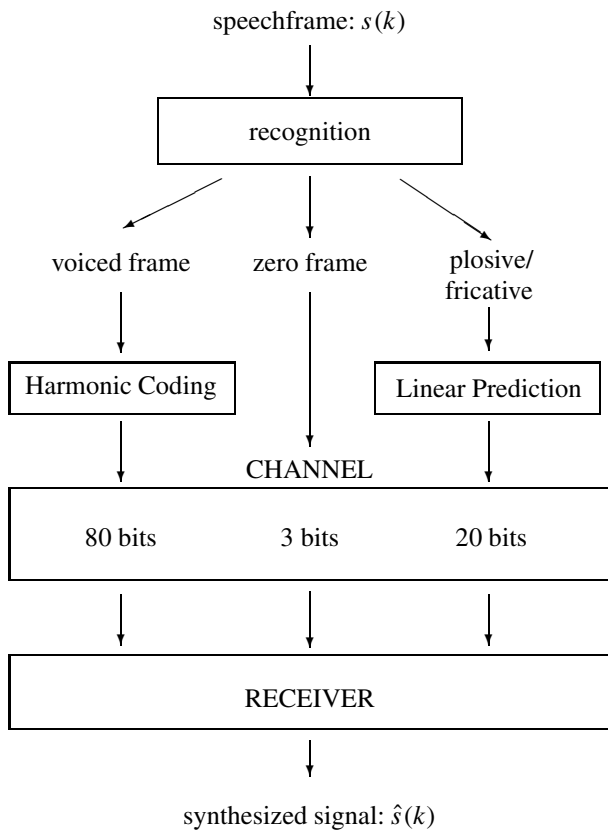 speechframe: s(k)
recognition
voiced frame
zero frame
plosive/
fricative
Harmonic Coding
Linear Prediction
CHANNEL
80 bits
3 bits
20 bits
RECEIVER
synthesized signal: ŝ(k)